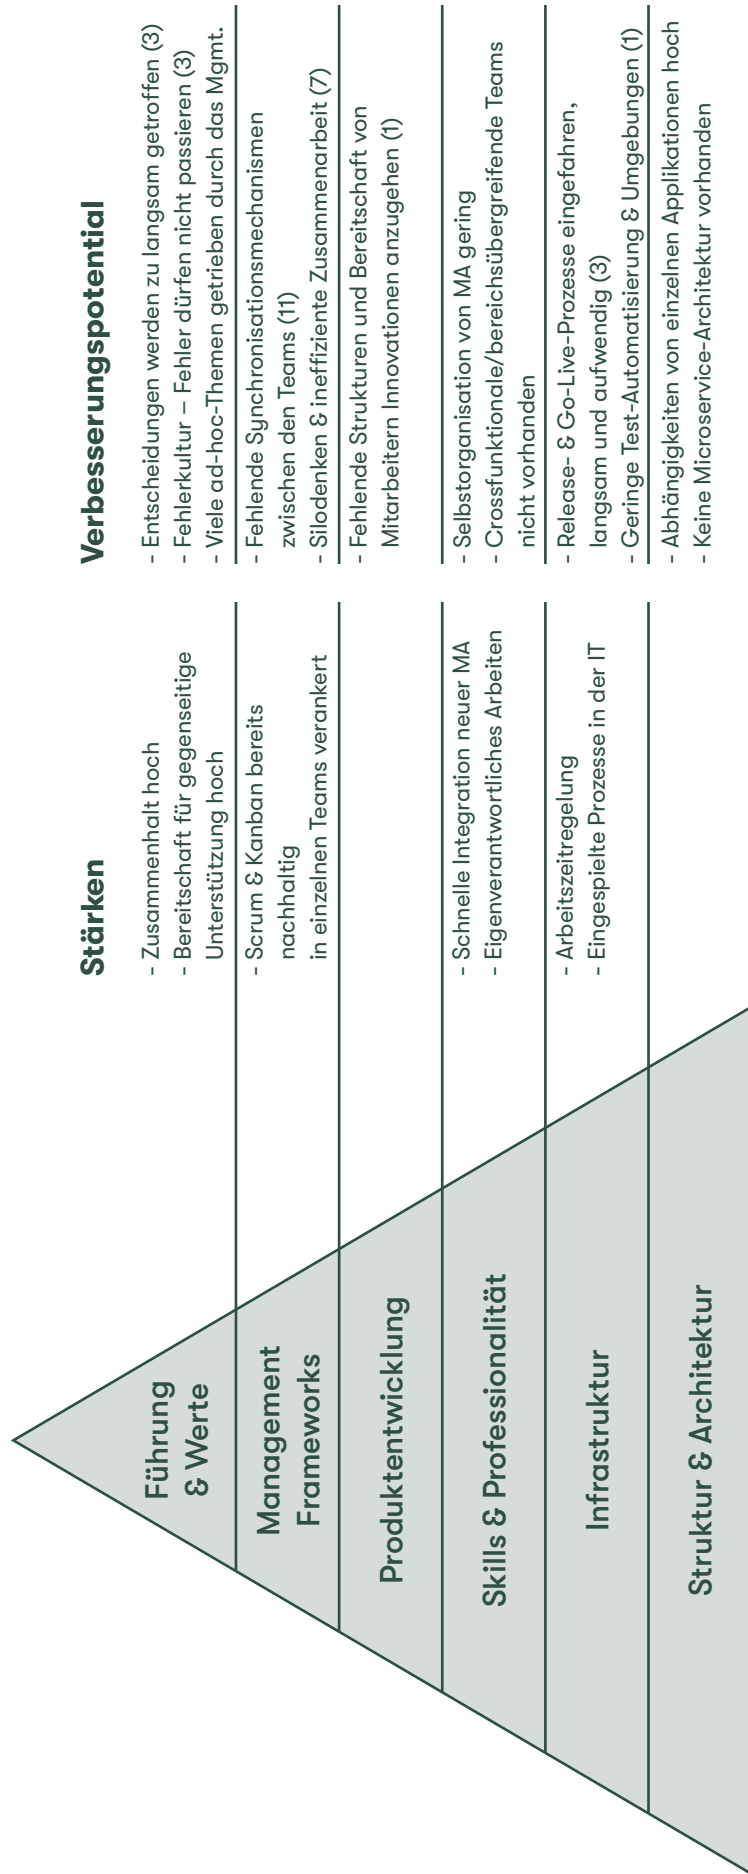 Stärken
Verbesserungspotential
Führung
& Werte
- Zusammenhalt hoch
- Bereitschaft für gegenseitige
Unterstützung hoch
- Entscheidungen werden zu langsam getroffen (3)
- Fehlerkultur – Fehler dürfen nicht passieren (3)
- Viele ad-hoc-Themen getrieben durch das Mgmt.
Management
Frameworks
- Scrum & Kanban bereits
nachhaltig
in einzelnen Teams verankert
- Fehlende Synchronisationsmechanismen
zwischen den Teams (11)
- Silodenken & ineffiziente Zusammenarbeit (7)
Produktentwicklung
- Fehlende Strukturen und Bereitschaft von
Mitarbeitern Innovationen anzugehen (1)
Skills & Professionalität
- Schnelle Integration neuer MA
- Eigenverantwortliches Arbeiten
- Selbstorganisation von MA gering
- Crossfunktionale/bereichsübergreifende Teams
nicht vorhanden
Infrastruktur
- Arbeitszeitregelung
- Eingespielte Prozesse in der IT
- Release- & Go-Live-Prozesse eingefahren,
langsam und aufwendig (3)
- Geringe Test-Automatisierung & Umgebungen (1)
Struktur & Architektur
- Abhängigkeiten von einzelnen Applikationen hoch
- Keine Microservice-Architektur vorhanden